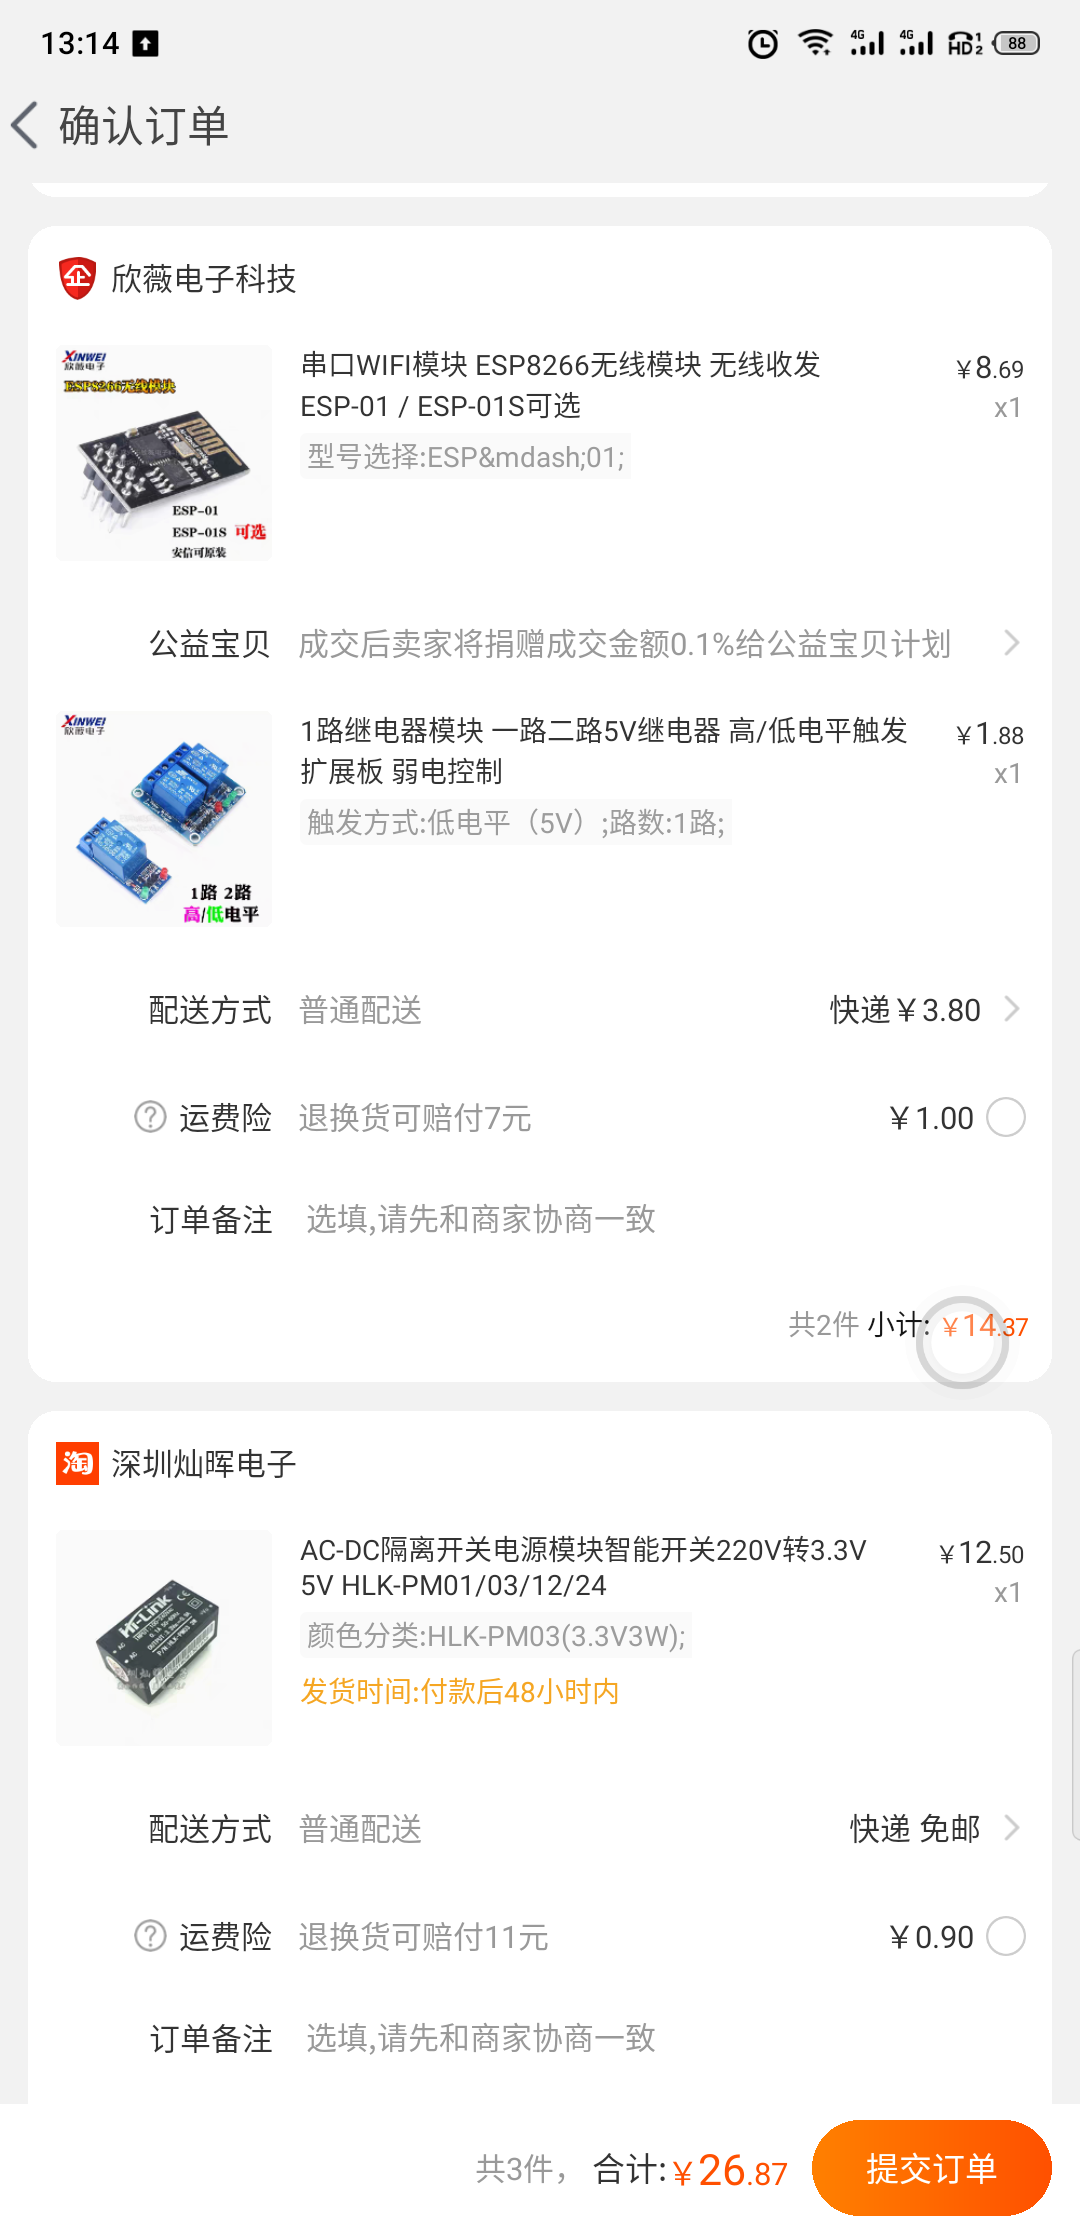 13:14
4G
4G
HD 1 2
88
确认订单
欣薇电子科技
XINWEI
欣薇电子
ESP8266无线模块
ESP-01
ESP-01S 可选
安信可原装
串口WIFI模块 ESP8266无线模块 无线收发
ESP-01 / ESP-01S可选
型号选择:ESP&mdash;01;
￥8.69
x1
公益宝贝 成交后卖家将捐赠成交金额0.1%给公益宝贝计划
XINWEI
欣薇电子
1路 2路
高/低电平
1路继电器模块 一路二路5V继电器 高/低电平触发
扩展板 弱电控制
触发方式:低电平（5V）;路数:1路;
￥1.88
x1
配送方式 普通配送 快递￥3.80
? 运费险 退换货可赔付7元 ￥1.00
订单备注 选填,请先和商家协商一致
共2件 小计: ￥14.37
淘 深圳灿晖电子
Hi-Link
AC-DC隔离开关电源模块智能开关220V转3.3V
5V HLK-PM01/03/12/24
颜色分类:HLK-PM03(3.3V3W);
发货时间:付款后48小时内
￥12.50
x1
配送方式 普通配送 快递 免邮
? 运费险 退换货可赔付11元 ￥0.90
订单备注 选填,请先和商家协商一致
共3件， 合计:￥26.87 提交订单